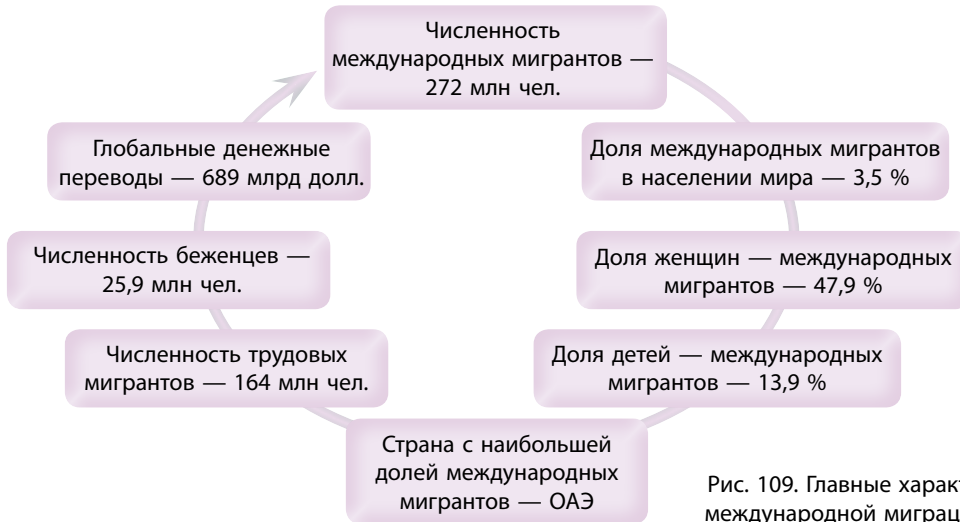 Численность
международных мигрантов —
272 млн чел.
Доля международных мигрантов
в населении мира — 3,5 %
Доля женщин — международных
мигрантов — 47,9 %
Доля детей — международных
мигрантов — 13,9 %
Страна с наибольшей
долей международных
мигрантов — ОАЭ
Численность трудовых
мигрантов — 164 млн чел.
Численность беженцев —
25,9 млн чел.
Глобальные денежные
переводы — 689 млрд долл.
Рис. 109. Главные
международной